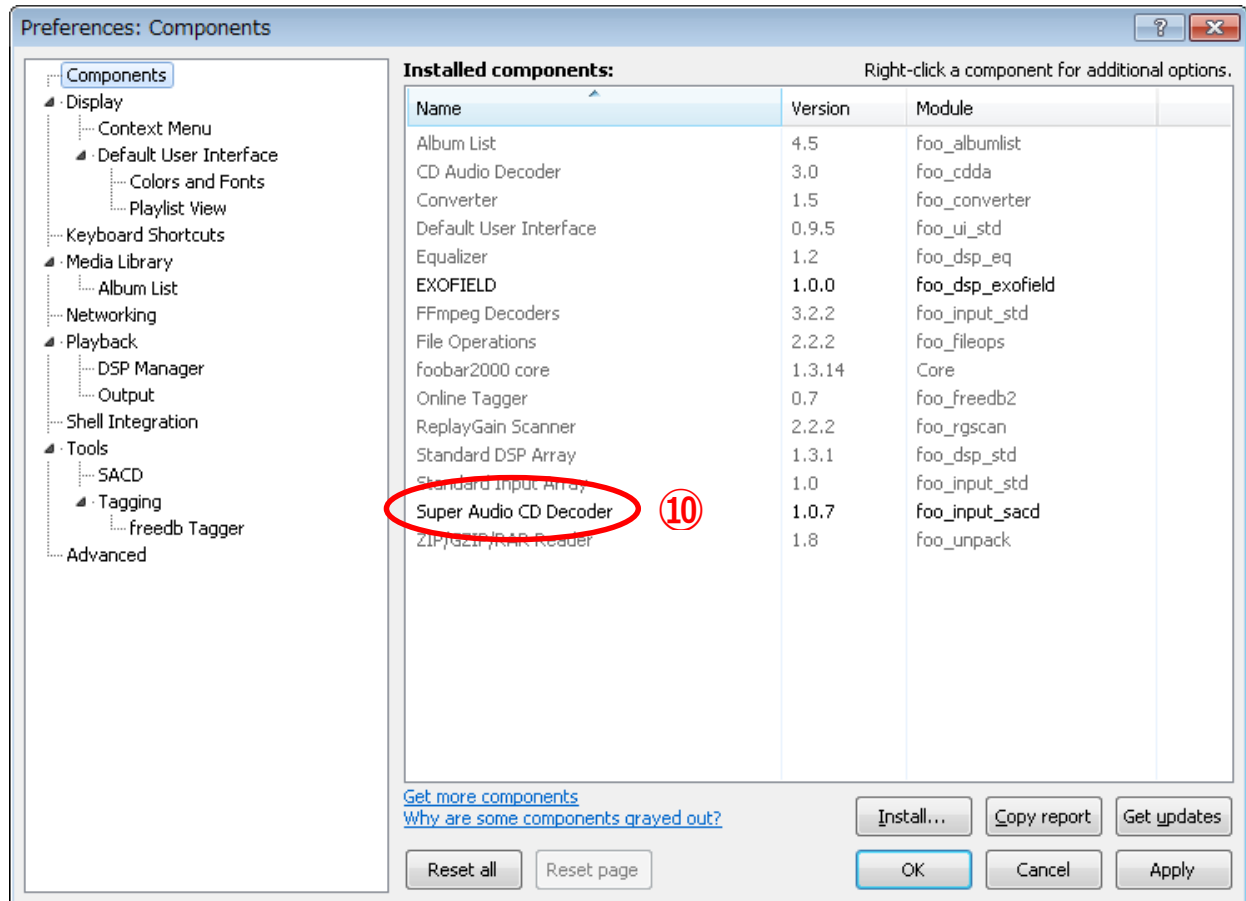 Preferences: Components
Components
Display
Context Menu
Default User Interface
Colors and Fonts
Playlist View
Keyboard Shortcuts
Media Library
Album List
Networking
Playback
DSP Manager
Output
Shell Integration
Tools
SACD
Tagging
freedb Tagger
Advanced
Installed components: Right-click a component for additional options.
Name Version Module
Album List 4.5 foo_albumlist
CD Audio Decoder 3.0 foo_cdda
Converter 1.5 foo_converter
Default User Interface 0.9.5 foo_ui_std
Equalizer 1.2 foo_dsp_eq
EXOFIELD 1.0.0 foo_dsp_exofield
FFmpeg Decoders 3.2.2 foo_input_std
File Operations 2.2.2 foo_fileops
foobar2000 core 1.3.14 Core
Online Tagger 0.7 foo_freedb2
ReplayGain Scanner 2.2.2 foo_rgscan
Standard DSP Array 1.3.1 foo_dsp_std
Standard Input Array 1.0 foo_input_std
Super Audio CD Decoder ⑩ 1.0.7 foo_input_sacd
ZIP/GZIP/RAR Reader 1.8 foo_unpack
Get more components
Why are some components grayed out?
Install... Copy report Get updates
Reset all Reset page OK Cancel Apply